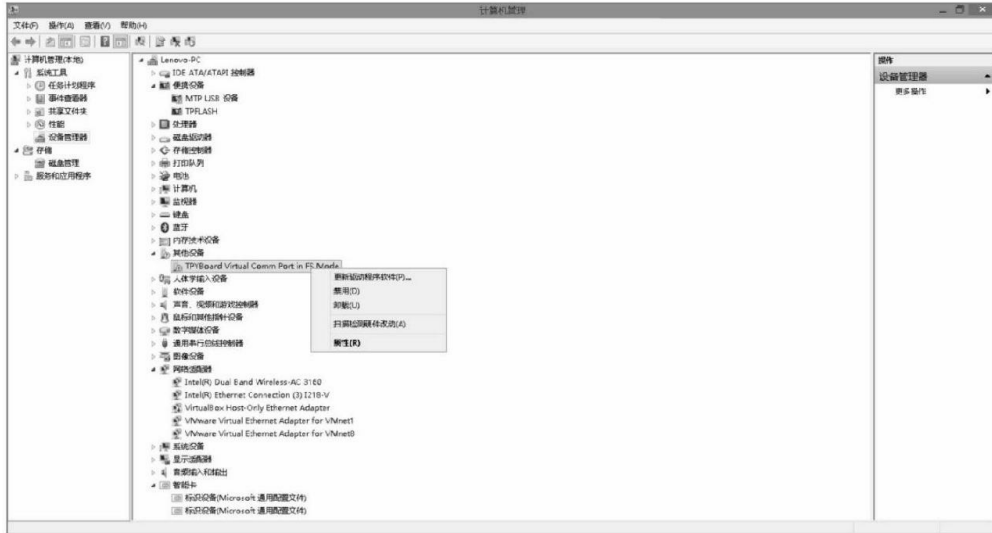 计算机管理
文件(F) 操作(A) 查看(V) 帮助(H)
计算机管理(本地)
系统工具
任务计划程序
事件查看器
共享文件夹
性能
设备管理器
存储
磁盘管理
服务和应用程序
Lenovo-PC
IDE ATA/ATAPI 控制器
便携设备
MTP USB 设备
TPFLASH
处理器
磁盘驱动器
存储控制器
打印队列
电池
计算机
监视器
键盘
蓝牙
内存技术设备
其他设备
TPYBoard Virtual Comm Port in FS Mode
人体学输入设备
软件设备
声音、视频和游戏控制器
鼠标和其他指针设备
数字媒体设备
通用串行总线控制器
图像设备
网络适配器
Intel(R) Dual Band Wireless-AC 3160
Intel(R) Ethernet Connection (3) I218-V
VirtualBox Host-Only Ethernet Adapter
VMware Virtual Ethernet Adapter for VMnet1
VMware Virtual Ethernet Adapter for VMnet8
系统设备
显示适配器
音频输入和输出
智能卡
标识设备(Microsoft 通用配置文件)
标识设备(Microsoft 通用配置文件)
更新驱动程序软件(P)...
禁用(D)
卸载(U)
扫描检测硬件改动(A)
属性(R)
操作
设备管理器
更多操作